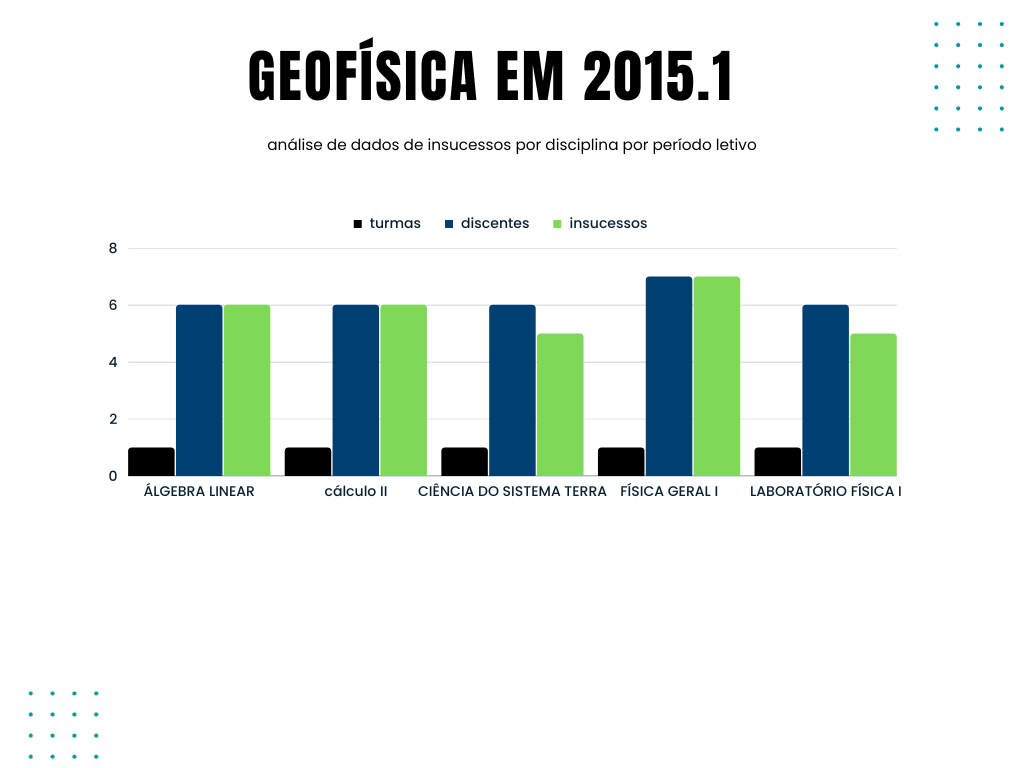 GEOFÍSICA EM 2015.1
análise de dados de insucessos por disciplina por período letivo
turmas discentes insucessos
8
6
4
2
0
ÁLGEBRA LINEAR cálculo II CIÊNCIA DO SISTEMA TERRA FÍSICA GERAL I LABORATÓRIO FÍSICA I